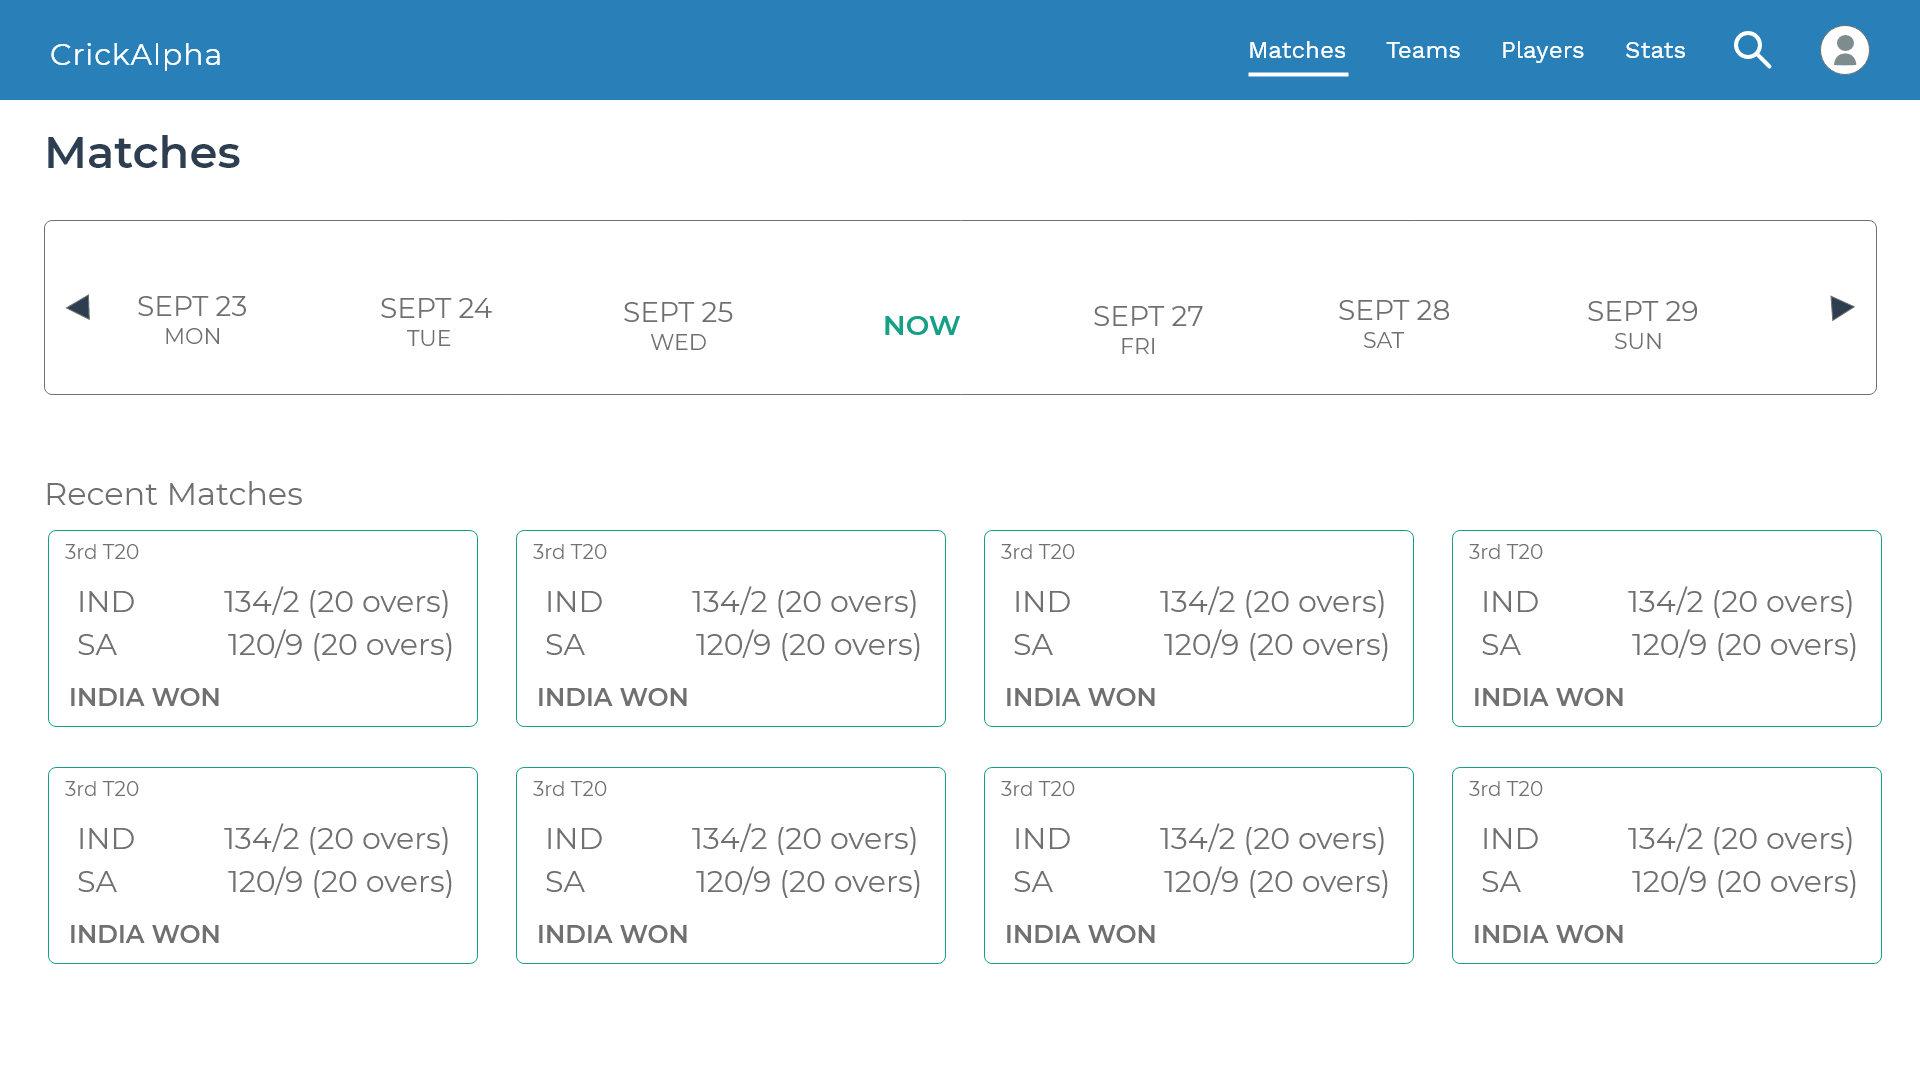 CrickAlpha
Matches Teams Players Stats
Matches
SEPT 23 SEPT 24 SEPT 25 NOW SEPT 27 SEPT 28 SEPT 29
MON TUE WED FRI SAT SUN
Recent Matches
3rd T20 3rd T20 3rd T20 3rd T20
IND 134/2 (20 overs) IND 134/2 (20 overs) IND 134/2 (20 overs) IND 134/2 (20 overs)
SA 120/9 (20 overs) SA 120/9 (20 overs) SA 120/9 (20 overs) SA 120/9 (20 overs)
INDIA WON INDIA WON INDIA WON INDIA WON
3rd T20 3rd T20 3rd T20 3rd T20
IND 134/2 (20 overs) IND 134/2 (20 overs) IND 134/2 (20 overs) IND 134/2 (20 overs)
SA 120/9 (20 overs) SA 120/9 (20 overs) SA 120/9 (20 overs) SA 120/9 (20 overs)
INDIA WON INDIA WON INDIA WON INDIA WON